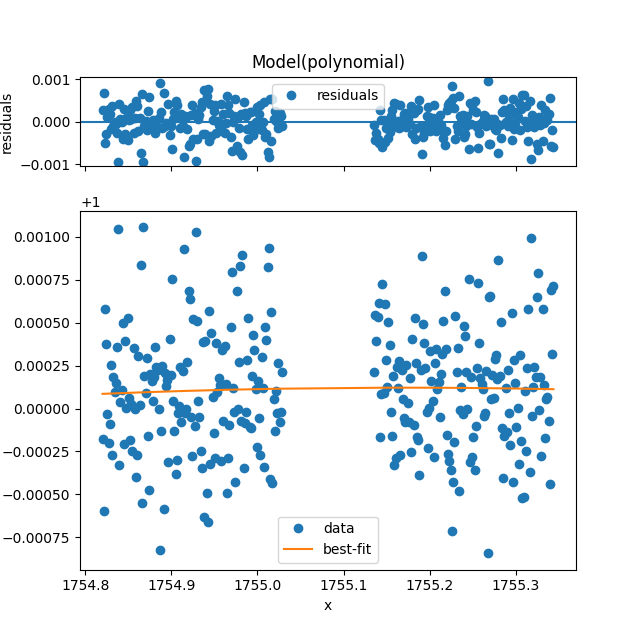 Model(polynomial)
0.001
0.000
−0.001
residuals
residuals
+1
0.00100
0.00075
0.00050
0.00025
0.00000
−0.00025
−0.00050
−0.00075
data
best-fit
1754.8 1754.9 1755.0 1755.1 1755.2 1755.3
x